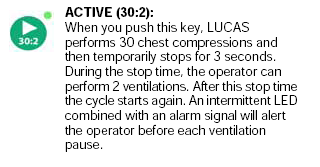 ACTIVE (30:2):
When you push this key, LUCAS
performs 30 chest compressions and
then temporarily stops for 3 seconds.
During the stop time, the operator can
perform 2 ventilations. After this stop time
the cycle starts again. An intermittent LED
combined with an alarm signal will alert
the operator before each ventilation
pause.
30:2